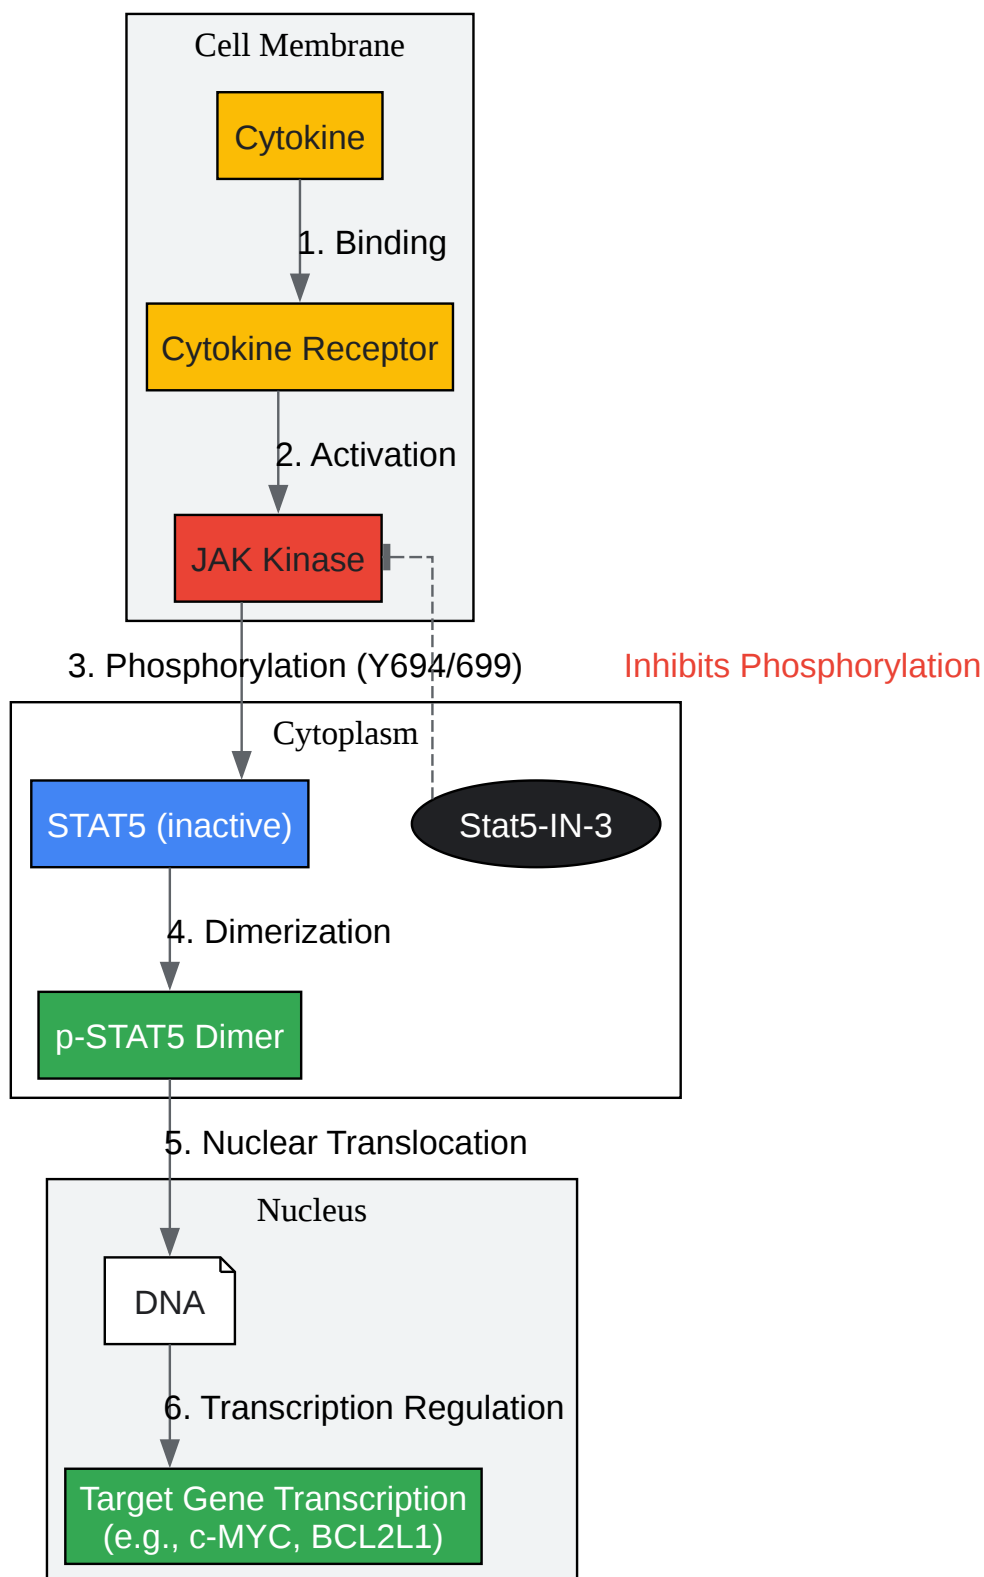 Cell Membrane
Cytokine
1. Binding
Cytokine Receptor
2. Activation
JAK Kinase
3. Phosphorylation (Y694/699)
Inhibits Phosphorylation
Cytoplasm
STAT5 (inactive)
Stat5-IN-3
4. Dimerization
p-STAT5 Dimer
5. Nuclear Translocation
Nucleus
DNA
6. Transcription Regulation
Target Gene Transcription
(e.g., c-MYC, BCL2L1)